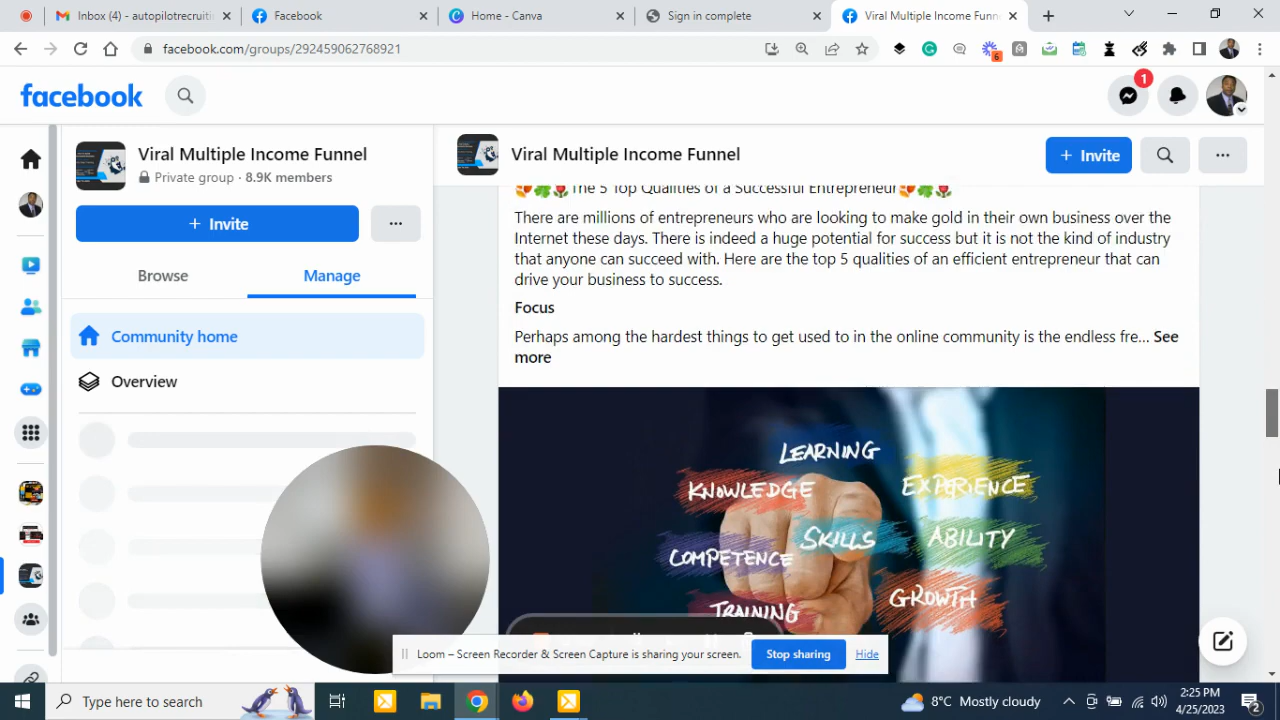 Inbox (4) - autopilotrecruiti
Facebook
Home - Canva
Sign in complete
Viral Multiple Income Funn
facebook.com/groups/292459062768921
6
facebook
1
Viral Multiple Income Funnel
Private group · 8.9K members
+ Invite
...
Browse
Manage
Community home
Overview
Viral Multiple Income Funnel
+ Invite
...
The 5 Top Qualities of a Successful Entrepreneur
There are millions of entrepreneurs who are looking to make gold in their own business over the
Internet these days. There is indeed a huge potential for success but it is not the kind of industry
that anyone can succeed with. Here are the top 5 qualities of an efficient entrepreneur that can
drive your business to success.
Focus
Perhaps among the hardest things to get used to in the online community is the endless fre... See
more
LEARNING
KNOWLEDGE
EXPERIENCE
SKILLS
ABILITY
COMPETENCE
GROWTH
TRAINING
Loom – Screen Recorder & Screen Capture is sharing your screen.
Stop sharing
Hide
Type here to search
8°C Mostly cloudy
2:25 PM
4/25/2023
2